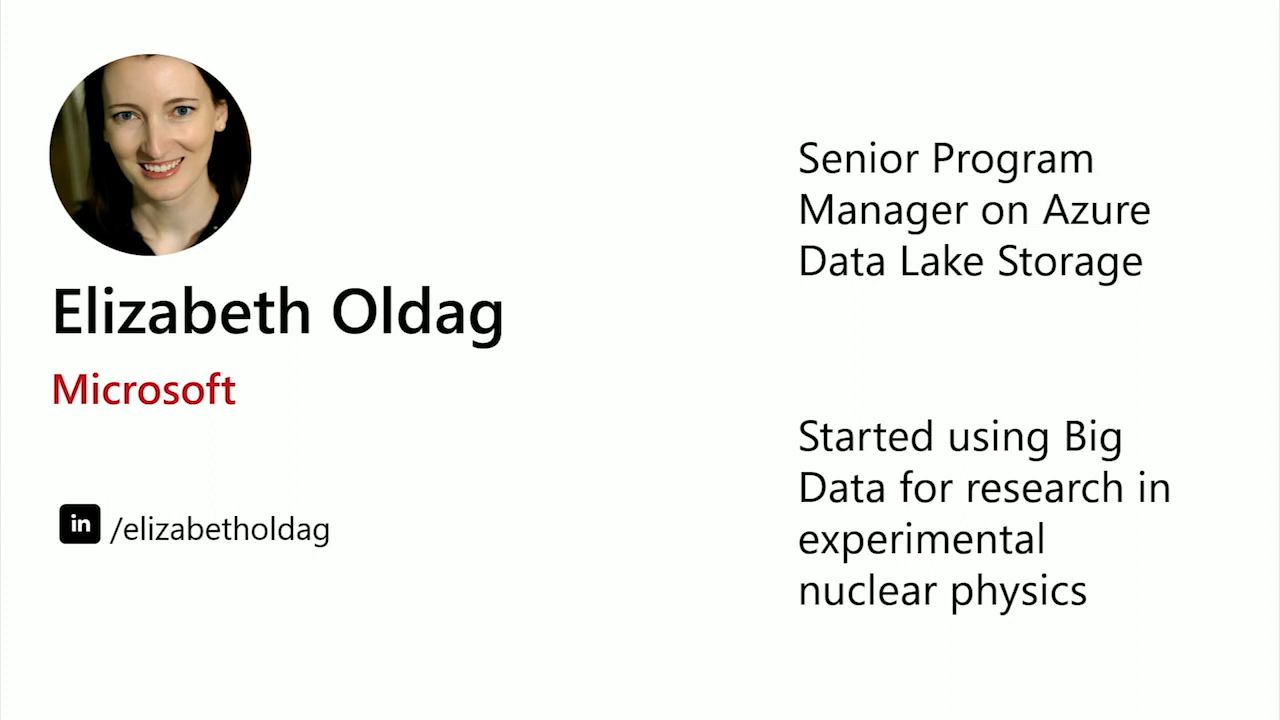 Elizabeth Oldag
Microsoft
in /elizabetholdag
Senior Program
Manager on Azure
Data Lake Storage
Started using Big
Data for research in
experimental
nuclear physics